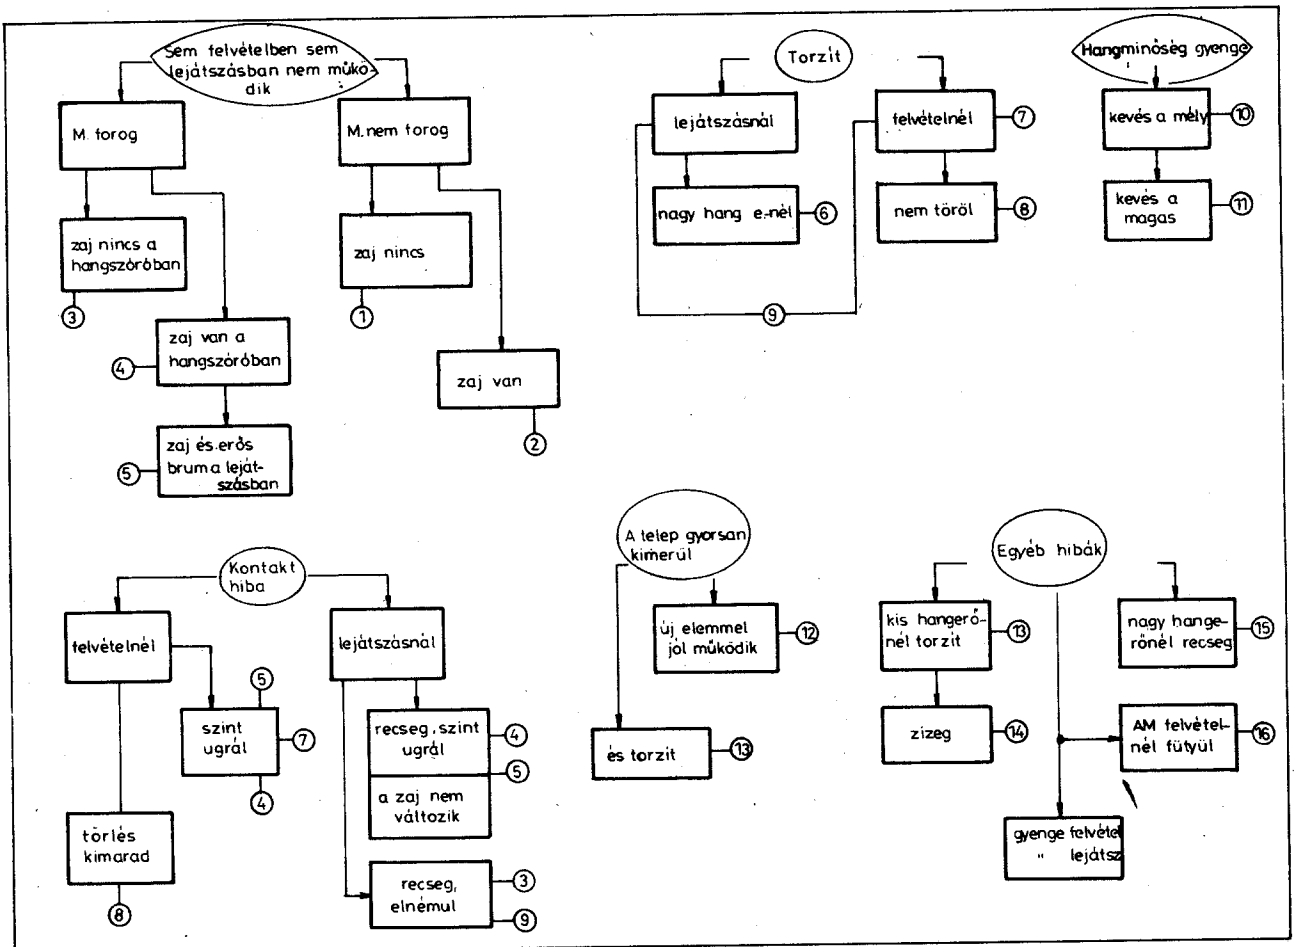 Sem felvételben sem
lejátszásban nem műkö-
dik
M. forog
M. nem forog
zaj nincs a
hangszóróban
3
zaj nincs
1
zaj van a
hangszóróban
4
zaj van
2
zaj és erős
brum a leját-
szásban
5
Torzít
lejátszásnál
felvételnél
7
nagy hang e.-nél
6
nem töröl
8
9
Hangminőség gyenge
kevés a mély
10
kevés a
magas
11
Kontakt
hiba
felvételnél
lejátszásnál
5
szint
ugrál
7
4
recseg, szint
ugrál
4
5
a zaj nem
változik
törlés
kimarad
8
recseg,
elnémul
3
9
A telep gyorsan
kimerül
új elemmel
jól működik
12
és torzít
13
Egyéb hibák
kis hangerő-
nél torzít
13
nagy hange-
rőnél recseg
15
zizeg
14
AM felvétel-
nél fütyül
16
gyenge felvétel
" lejátsz